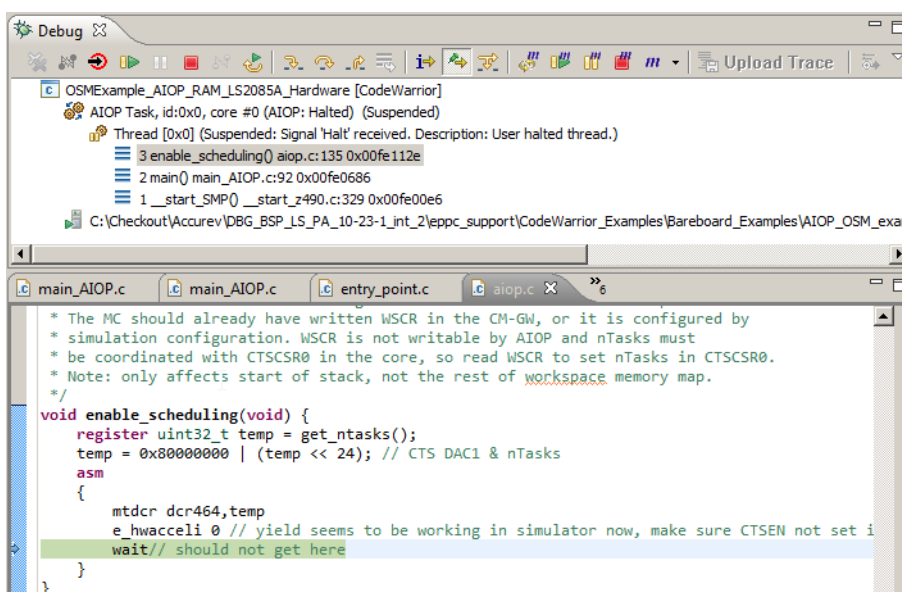 Debug
Upload Trace
OSMExample_AIOP_RAM_LS2085A_Hardware [CodeWarrior]
AIOP Task, id:0x0, core #0 (AIOP: Halted) (Suspended)
Thread [0x0] (Suspended: Signal 'Halt' received. Description: User halted thread.)
3 enable_scheduling() aiop.c:135 0x00fe112e
2 main() main_AIOP.c:92 0x00fe0686
1 __start_SMP() __start_z490.c:329 0x00fe00e6
C:\Checkout\Accurev\DBG_BSP_LS_PA_10-23-1_int_2\eppc_support\CodeWarrior_Examples\Bareboard_Examples\AIOP_OSM_exa
main_AIOP.c main_AIOP.c entry_point.c aiop.c »6
* The MC should already have written WSCR in the CM-GW, or it is configured by
* simulation configuration. WSCR is not writable by AIOP and nTasks must
* be coordinated with CTSCSR0 in the core, so read WSCR to set nTasks in CTSCSR0.
* Note: only affects start of stack, not the rest of workspace memory map.
*/
void enable_scheduling(void) {
register uint32_t temp = get_ntasks();
temp = 0x80000000 | (temp << 24); // CTS DAC1 & nTasks
asm
{
mtdcr dcr464,temp
e_hwacceli 0 // yield seems to be working in simulator now, make sure CTSEN not set i
wait// should not get here
}
}